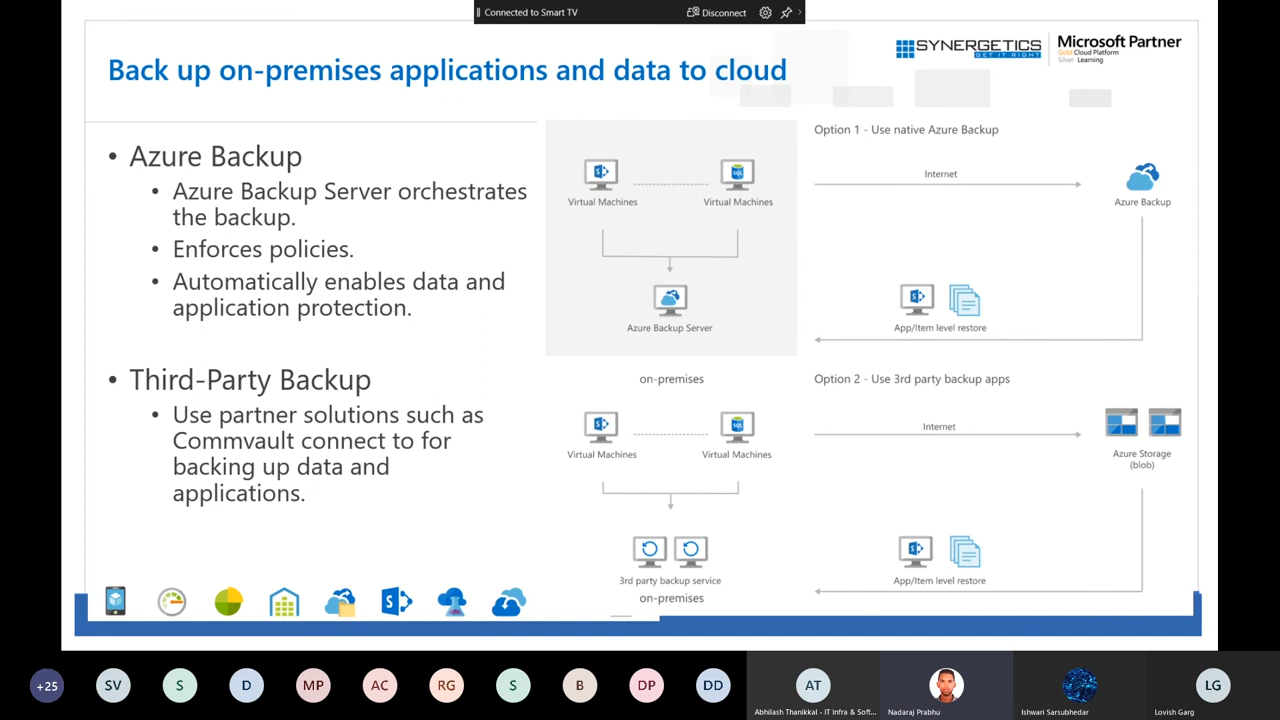 Connected to Smart TV
Disconnect
SYNERGETICS
GET IT RIGHT
Microsoft Partner
Gold Cloud Platform
Silver Learning
Back up on-premises applications and data to cloud
• Azure Backup
• Azure Backup Server orchestrates
the backup.
• Enforces policies.
• Automatically enables data and
application protection.
• Third-Party Backup
• Use partner solutions such as
Commvault connect to for
backing up data and
applications.
Virtual Machines
Virtual Machines
Azure Backup Server
on-premises
Option 1 - Use native Azure Backup
Internet
Azure Backup
App/Item level restore
Option 2 - Use 3rd party backup apps
Virtual Machines
Virtual Machines
Internet
Azure Storage
(blob)
3rd party backup service
on-premises
App/Item level restore
+25
SV
S
D
MP
AC
RG
S
B
DP
DD
AT
LG
Abhilash Thanikkal - IT Infra & Soft...
Nadaraj Prabhu
Ishwari Sarsubhedar
Lovish Garg